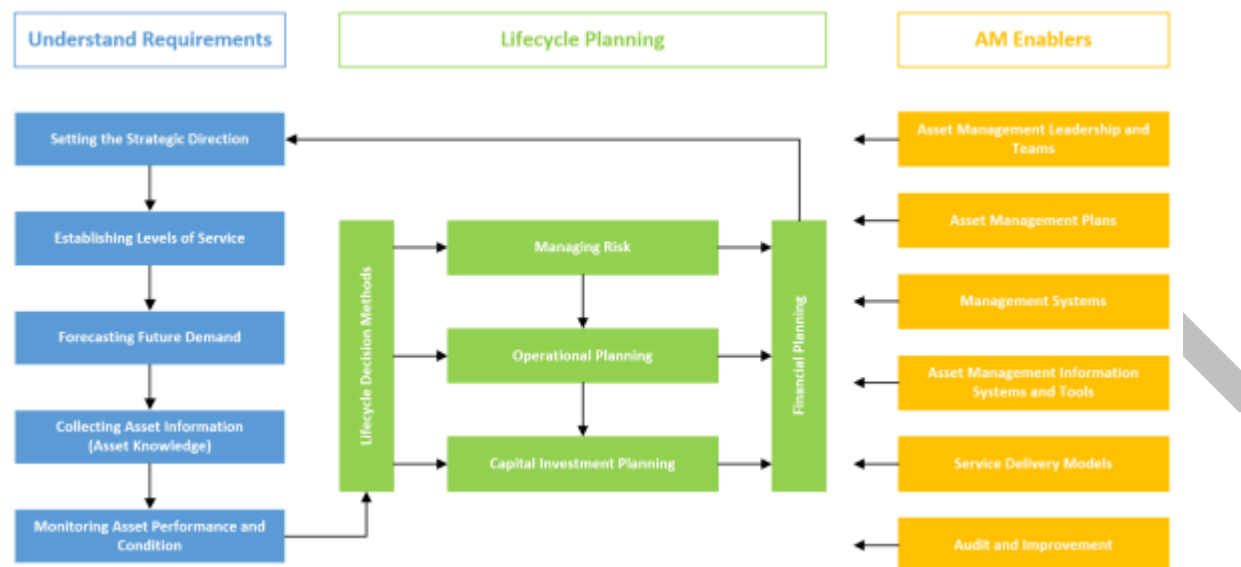 Understand Requirements
Lifecycle Planning
AM Enablers
Setting the Strategic Direction
Establishing Levels of Service
Forecasting Future Demand
Collecting Asset Information
(Asset Knowledge)
Monitoring Asset Performance and
Condition
Lifecycle Decision Methods
Managing Risk
Operational Planning
Capital Investment Planning
Financial Planning
Asset Management Leadership and
Teams
Asset Management Plans
Management Systems
Asset Management Information
Systems and Tools
Service Delivery Models
Audit and Improvement